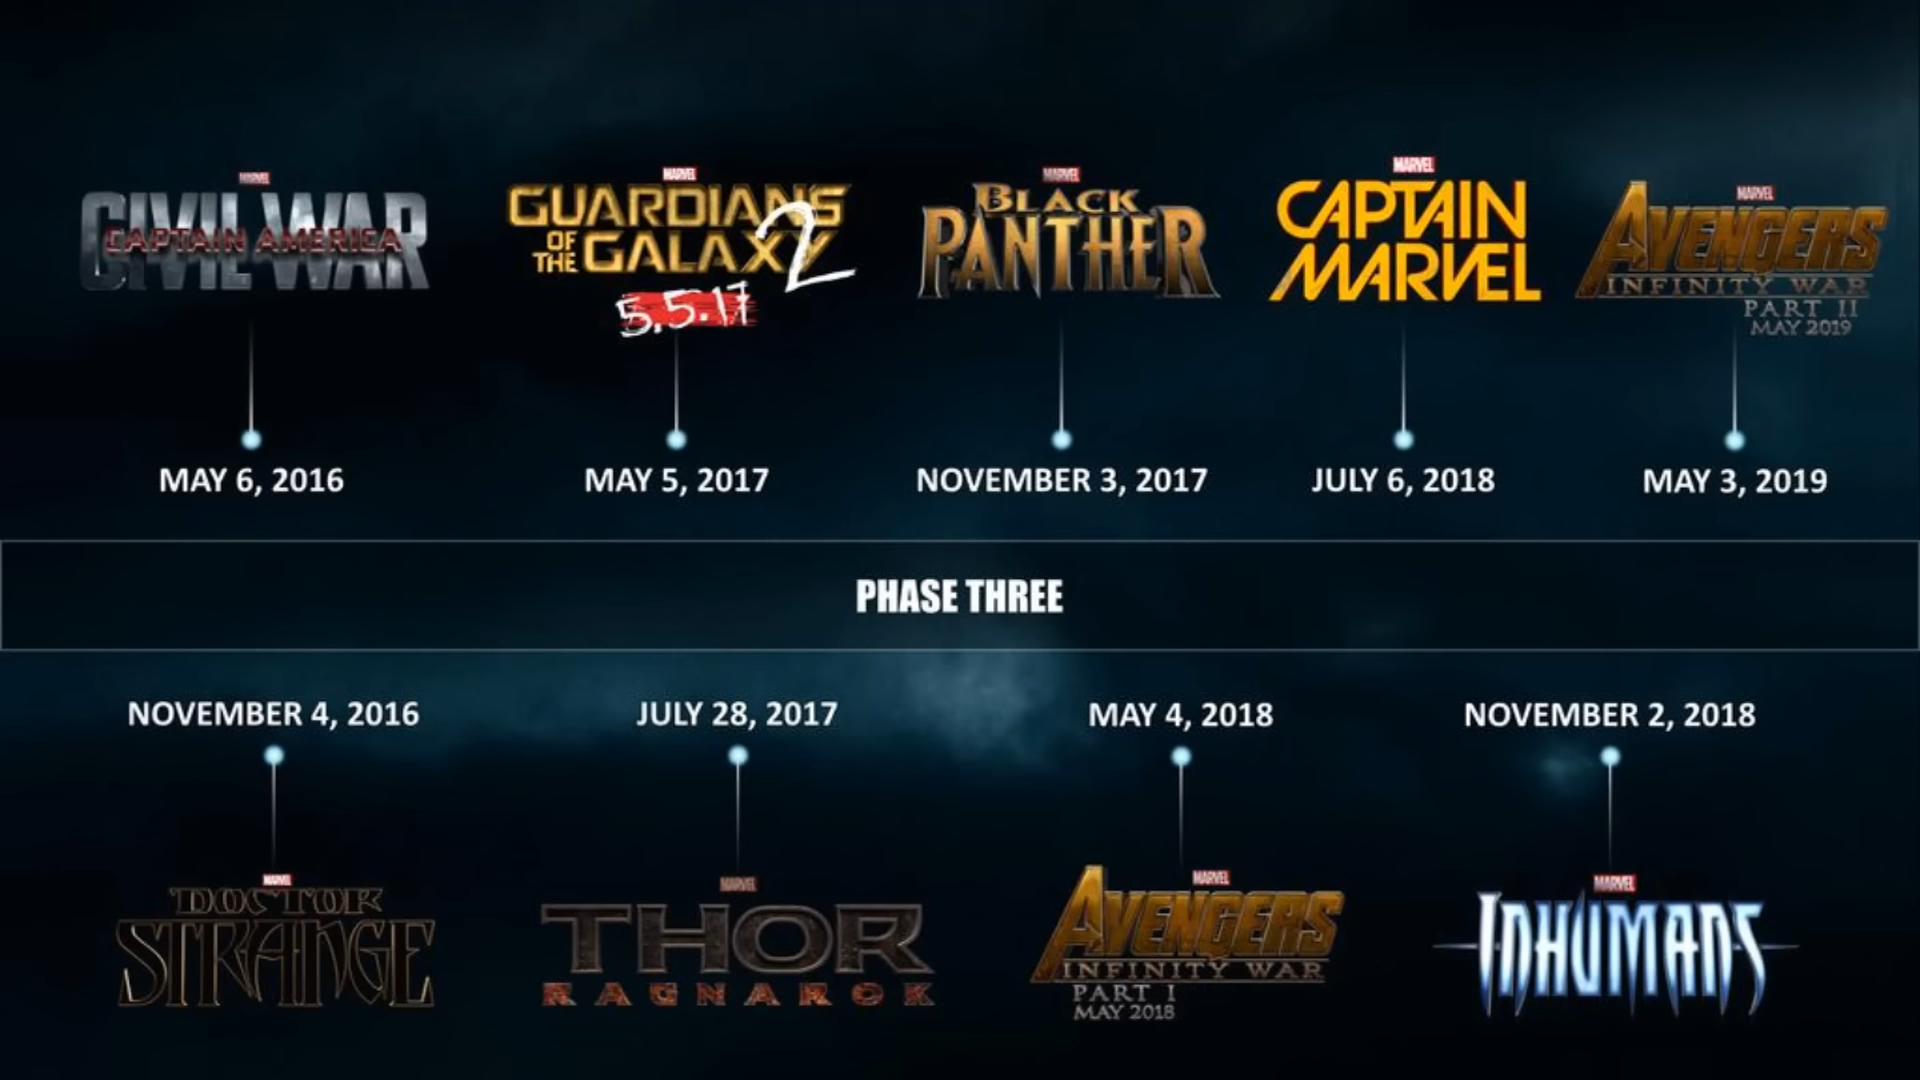 MARVEL
CIVIL WAR
CAPTAIN AMERICA
MAY 6, 2016
MARVEL
GUARDIANS
OF THE GALAXY 2
5.5.17
MAY 5, 2017
MARVEL
BLACK
PANTHER
NOVEMBER 3, 2017
MARVEL
CAPTAIN
MARVEL
JULY 6, 2018
MARVEL
AVENGERS
INFINITY WAR
PART II
MAY 2019
MAY 3, 2019
PHASE THREE
NOVEMBER 4, 2016
MARVEL
DOCTOR
STRANGE
JULY 28, 2017
MARVEL
THOR
RAGNAROK
MAY 4, 2018
MARVEL
AVENGERS
INFINITY WAR
PART I
MAY 2018
NOVEMBER 2, 2018
MARVEL
INHUMANS